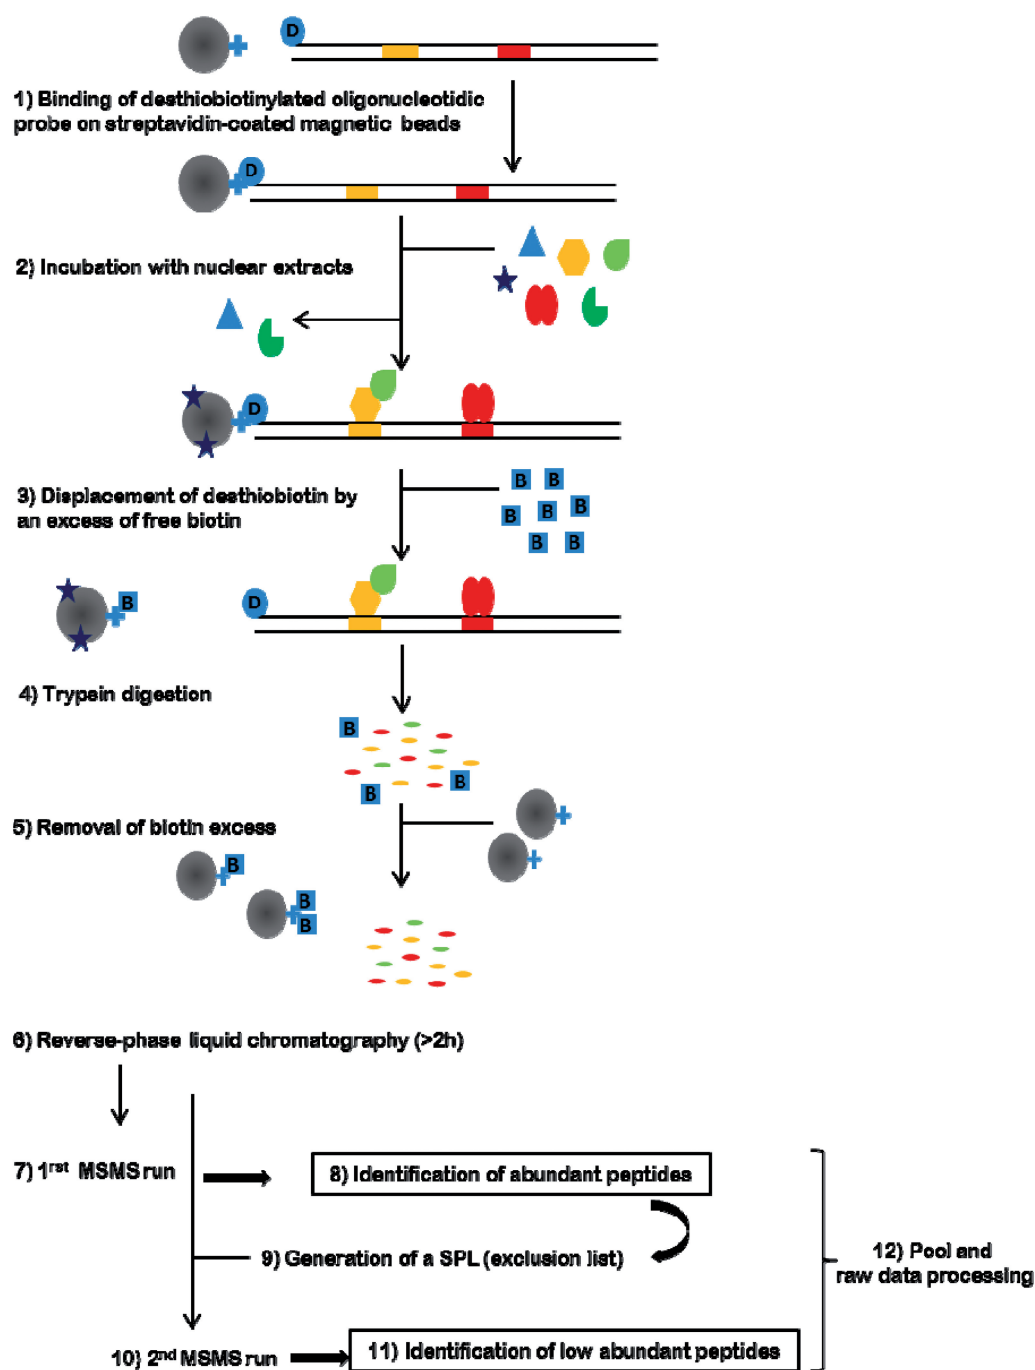 D
1) Binding of desthiobiotinylated oligonucleotidic
probe on streptavidin-coated magnetic beads
D
2) Incubation with nuclear extracts
D
3) Displacement of desthiobiotin by
an excess of free biotin
B B
B B B
B B
B
D
4) Trypsin digestion
B
B
B
5) Removal of biotin excess
B
B
B
6) Reverse-phase liquid chromatography (>2h)
7) 1rst MSMS run
8) Identification of abundant peptides
9) Generation of a SPL (exclusion list)
12) Pool and
raw data processing
10) 2nd MSMS run
11) Identification of low abundant peptides